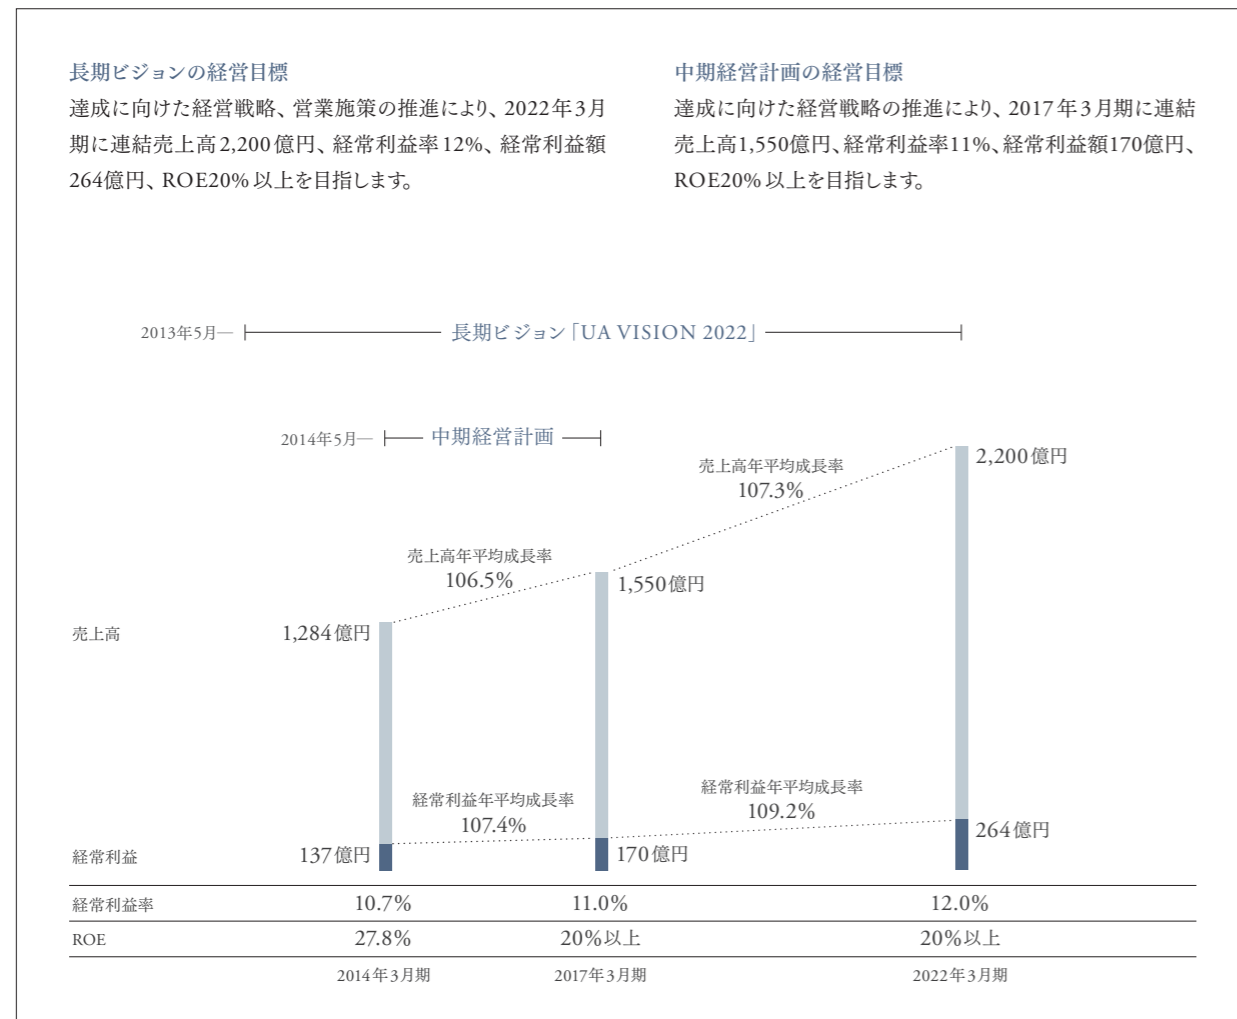 長期ビジョンの経営目標
達成に向けた経営戦略、営業施策の推進により、2022年3月
期に連結売上高2,200億円、経常利益率12%、経常利益額
264億円、ROE20%以上を目指します。
中期経営計画の経営目標
達成に向けた経営戦略の推進により、2017年3月期に連結
売上高1,550億円、経常利益率11%、経常利益額170億円、
ROE20%以上を目指します。
2013年5月— 長期ビジョン「UA VISION 2022」
2014年5月— 中期経営計画
2,200億円
売上高年平均成長率
107.3%
売上高年平均成長率
106.5%
1,550億円
売上高 1,284億円
経常利益年平均成長率
109.2%
経常利益年平均成長率
107.4%
264億円
経常利益 137億円 170億円
経常利益率 10.7% 11.0% 12.0%
ROE 27.8% 20%以上 20%以上
2014年3月期 2017年3月期 2022年3月期